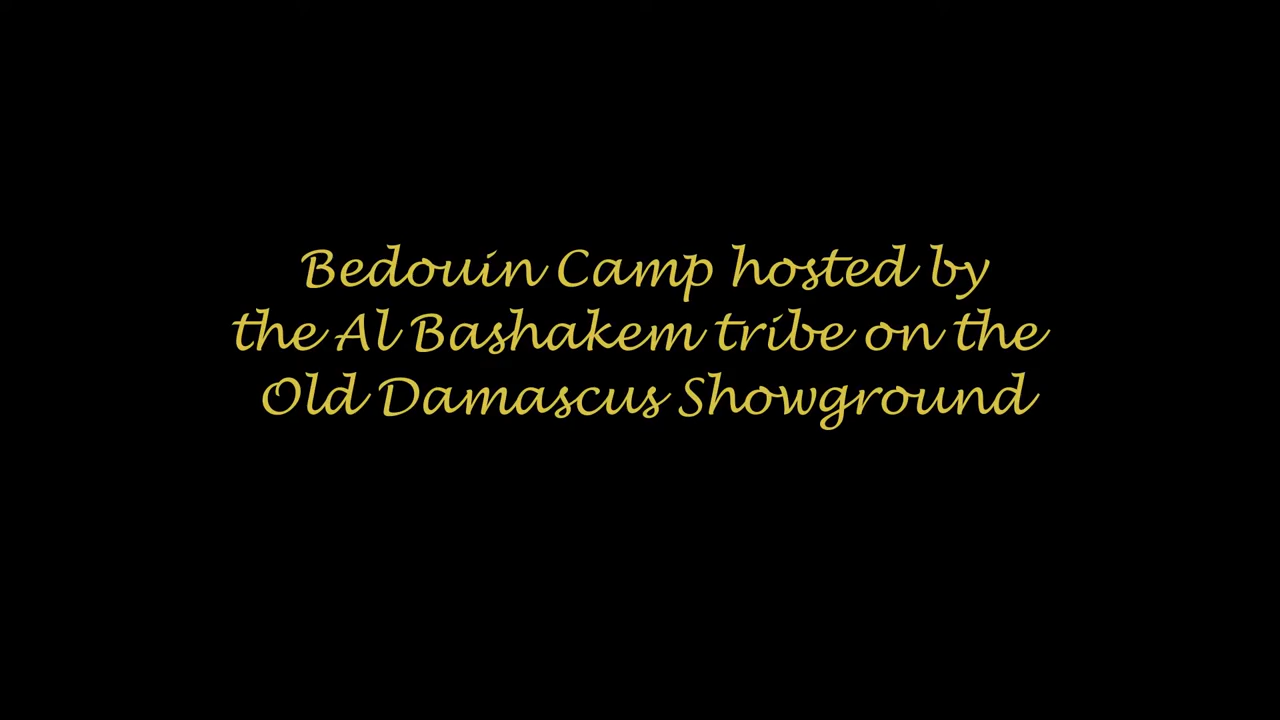 Bedouin Camp hosted by
the Al Bashakem tribe on the
Old Damascus Showground